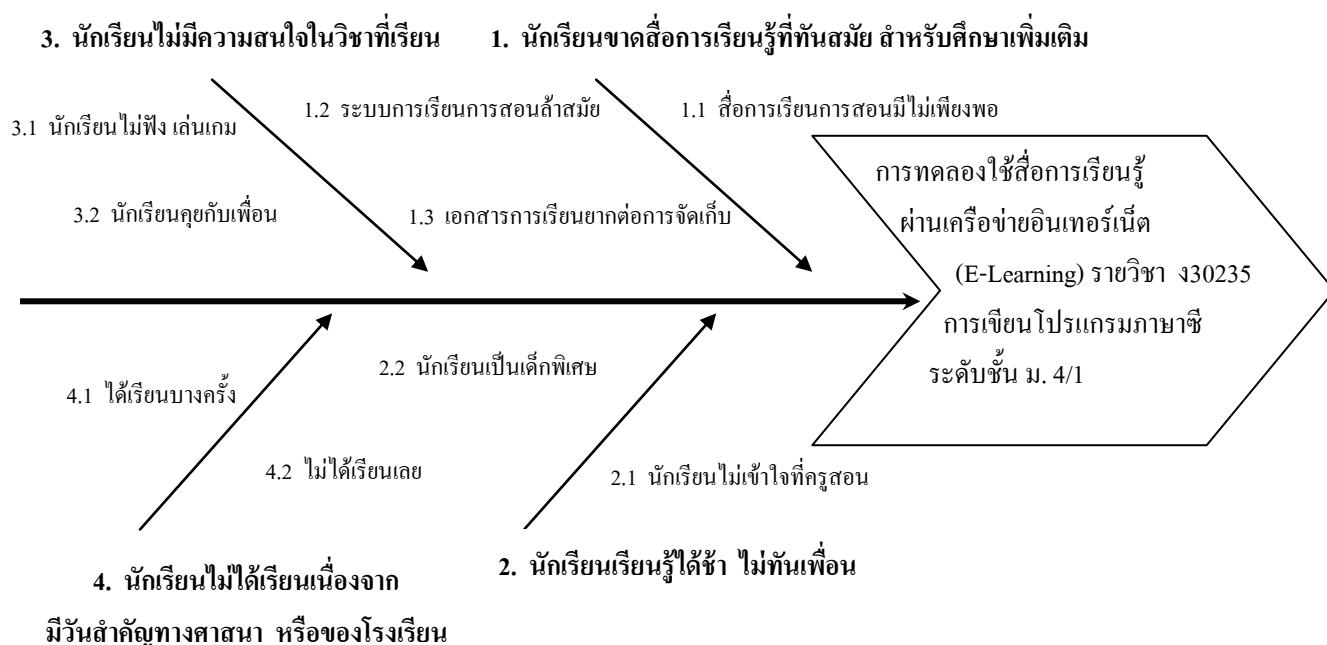 3. นักเรียนไม่มีความสนใจในวิชาที่เรียน
1. นักเรียนขาดสื่อการเรียนรู้ที่ทันสมัย สำหรับศึกษาเพิ่มเติม
3.1 นักเรียนไม่ฟัง เล่นเกม
1.2 ระบบการเรียนการสอนล้าสมัย
1.1 สื่อการเรียนการสอนมีไม่เพียงพอ
3.2 นักเรียนคุยกับเพื่อน
1.3 เอกสารการเรียนยากต่อการจัดเก็บ
การทดลองใช้สื่อการเรียนรู้
ผ่านเครือข่ายอินเทอร์เน็ต
(E-Learning) รายวิชา ง30235
การเขียนโปรแกรมภาษาซี
ระดับชั้น ม. 4/1
4.1 ได้เรียนบางครั้ง
2.2 นักเรียนเป็นเด็กพิเศษ
4.2 ไม่ได้เรียนเลย
2.1 นักเรียนไม่เข้าใจที่ครูสอน
4. นักเรียนไม่ได้เรียนเนื่องจาก
มีวันสำคัญทางศาสนา หรือของโรงเรียน
2. นักเรียนเรียนรู้ได้ช้า ไม่ทันเพื่อน